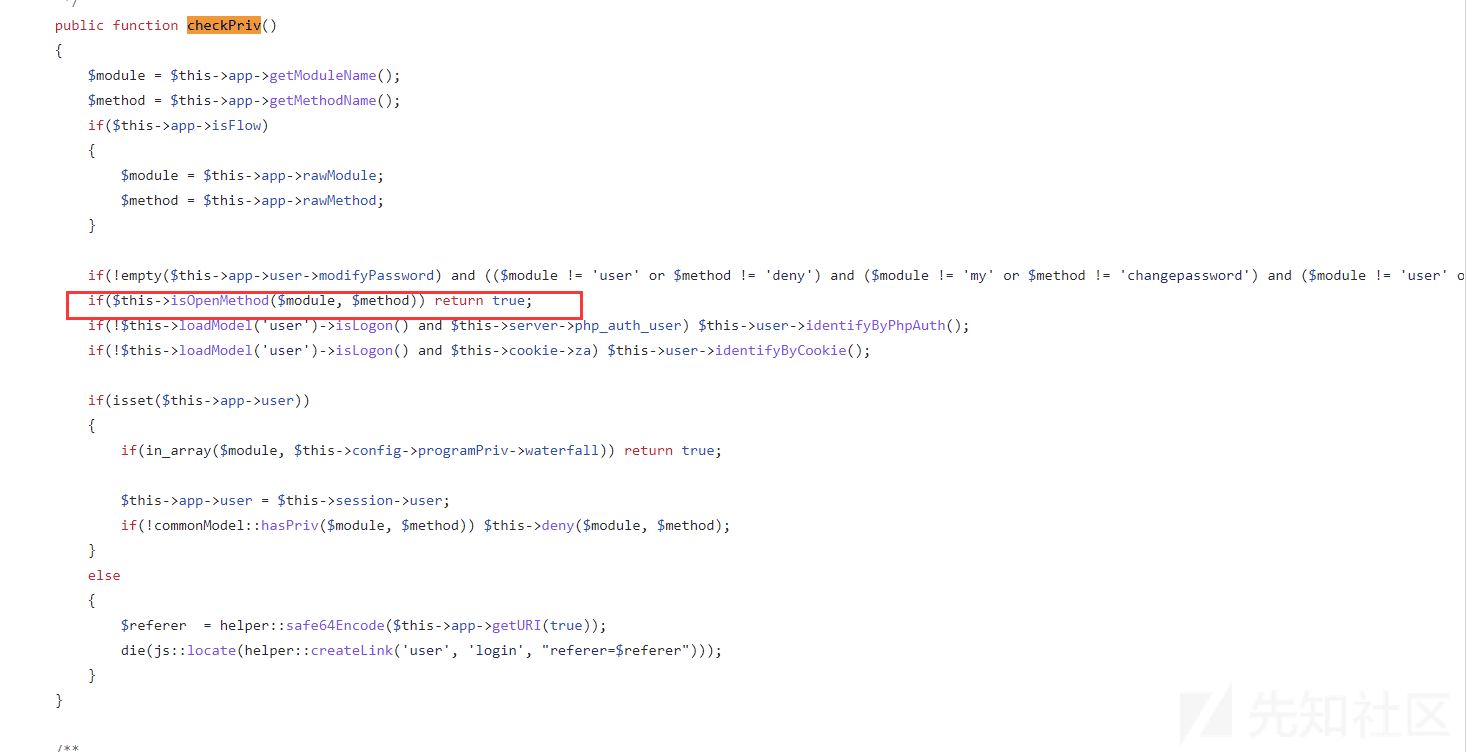 */
public function checkPriv()
{
$module = $this->app->getModuleName();
$method = $this->app->getMethodName();
if($this->app->isFlow)
{
$module = $this->app->rawModule;
$method = $this->app->rawMethod;
}
if(!empty($this->app->user->modifyPassword) and (($module != 'user' or $method != 'deny') and ($module != 'my' or $method != 'changepassword') and ($module != 'user' o
if($this->isOpenMethod($module, $method)) return true;
if(!$this->loadModel('user')->isLogon() and $this->server->php_auth_user) $this->user->identifyByPhpAuth();
if(!$this->loadModel('user')->isLogon() and $this->cookie->za) $this->user->identifyByCookie();
if(isset($this->app->user))
{
if(in_array($module, $this->config->programPriv->waterfall)) return true;
$this->app->user = $this->session->user;
if(!commonModel::hasPriv($module, $method)) $this->deny($module, $method);
}
else
{
$referer  = helper::safe64Encode($this->app->getURI(true));
die(js::locate(helper::createLink('user', 'login', "referer=$referer")));
}
}
/**
先知社区